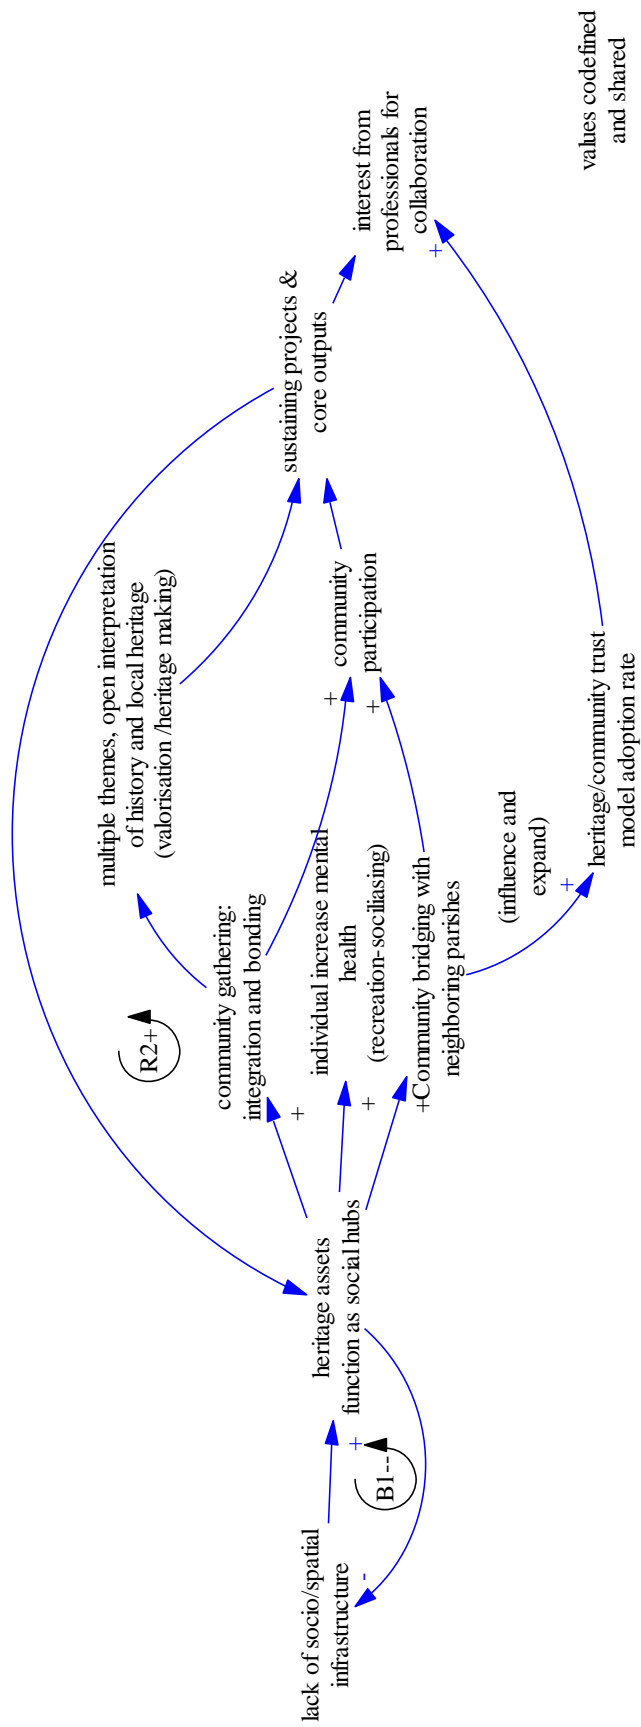 lack of socio/spatial
infrastructure
-
B1--
+
heritage assets
function as social hubs
+
community gathering:
integration and bonding
R2+
+
individual increase mental
health
(recreation-sociliasing)
+Community bridging with
neighboring parishes
multiple themes, open interpretation
of history and local heritage
(valorisation /heritage making)
+
+
community
participation
(influence and
expand)
+
heritage/community trust
model adoption rate
sustaining projects &
core outputs
+
interest from
professionals for
collaboration
values codefined
and shared